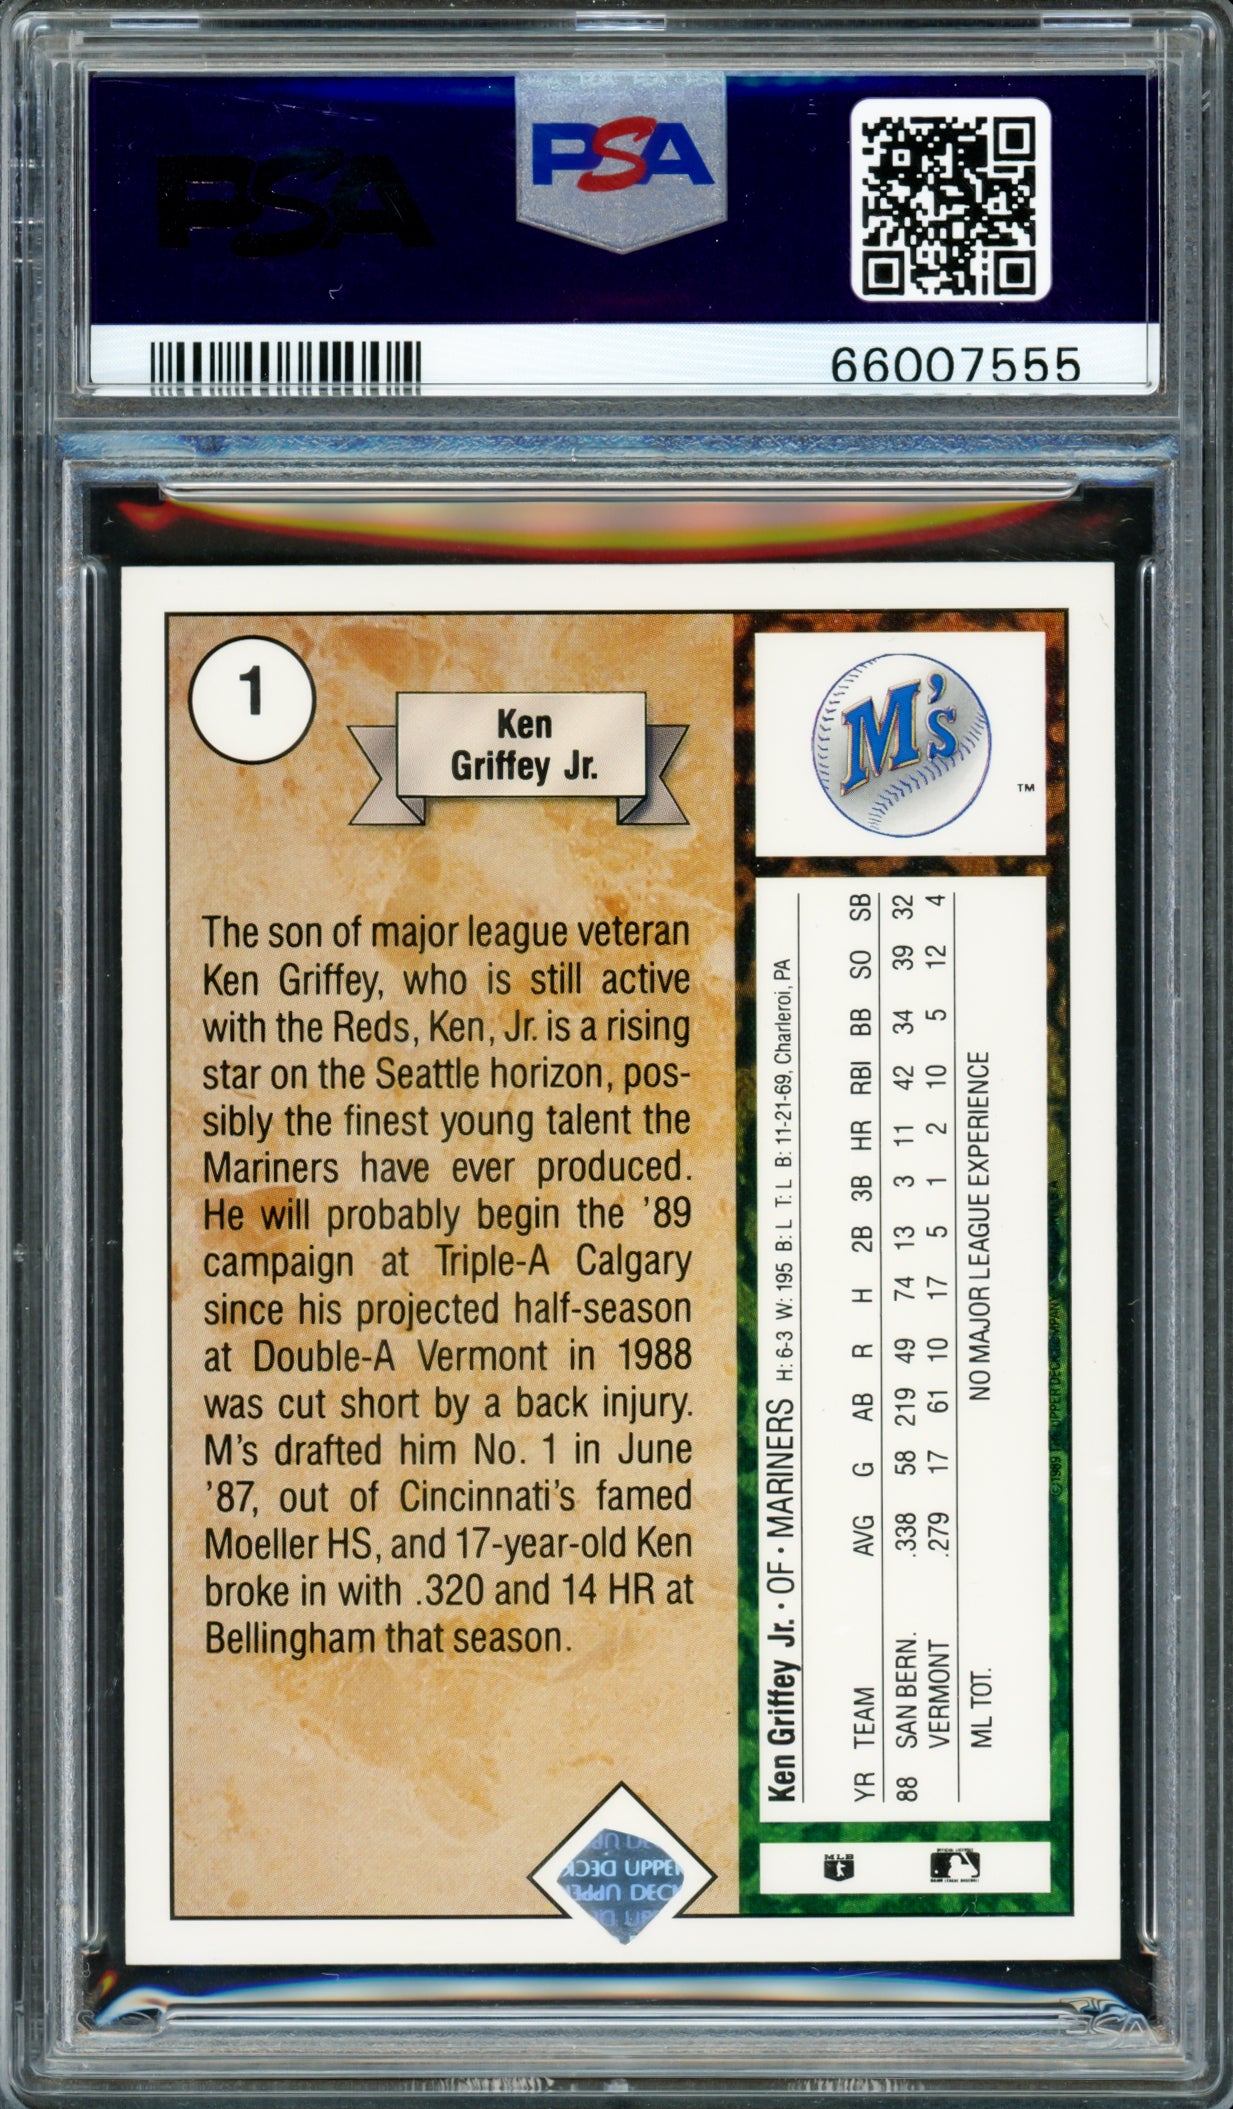 PSA
PSA
66007555
1
Ken
Griffey Jr.
M's
TM
The son of major league veteran
Ken Griffey, who is still active
with the Reds, Ken, Jr. is a rising
star on the Seattle horizon, pos-
sibly the finest young talent the
Mariners have ever produced.
He will probably begin the '89
campaign at Triple-A Calgary
since his projected half-season
at Double-A Vermont in 1988
was cut short by a back injury.
M's drafted him No. 1 in June
'87, out of Cincinnati's famed
Moeller HS, and 17-year-old Ken
broke in with .320 and 14 HR at
Bellingham that season.
Ken Griffey Jr. • OF • MARINERS H: 6-3 W: 195 B: L T: L B: 11-21-69, Charleroi, PA
YR TEAM AVG G AB R H 2B 3B HR RBI BB SO SB
88 SAN BERN. .338 58 219 49 74 13 3 11 42 34 39 32
VERMONT .279 17 61 10 17 5 1 2 10 5 12 4
ML TOT. NO MAJOR LEAGUE EXPERIENCE
MLB
UPPER DECK